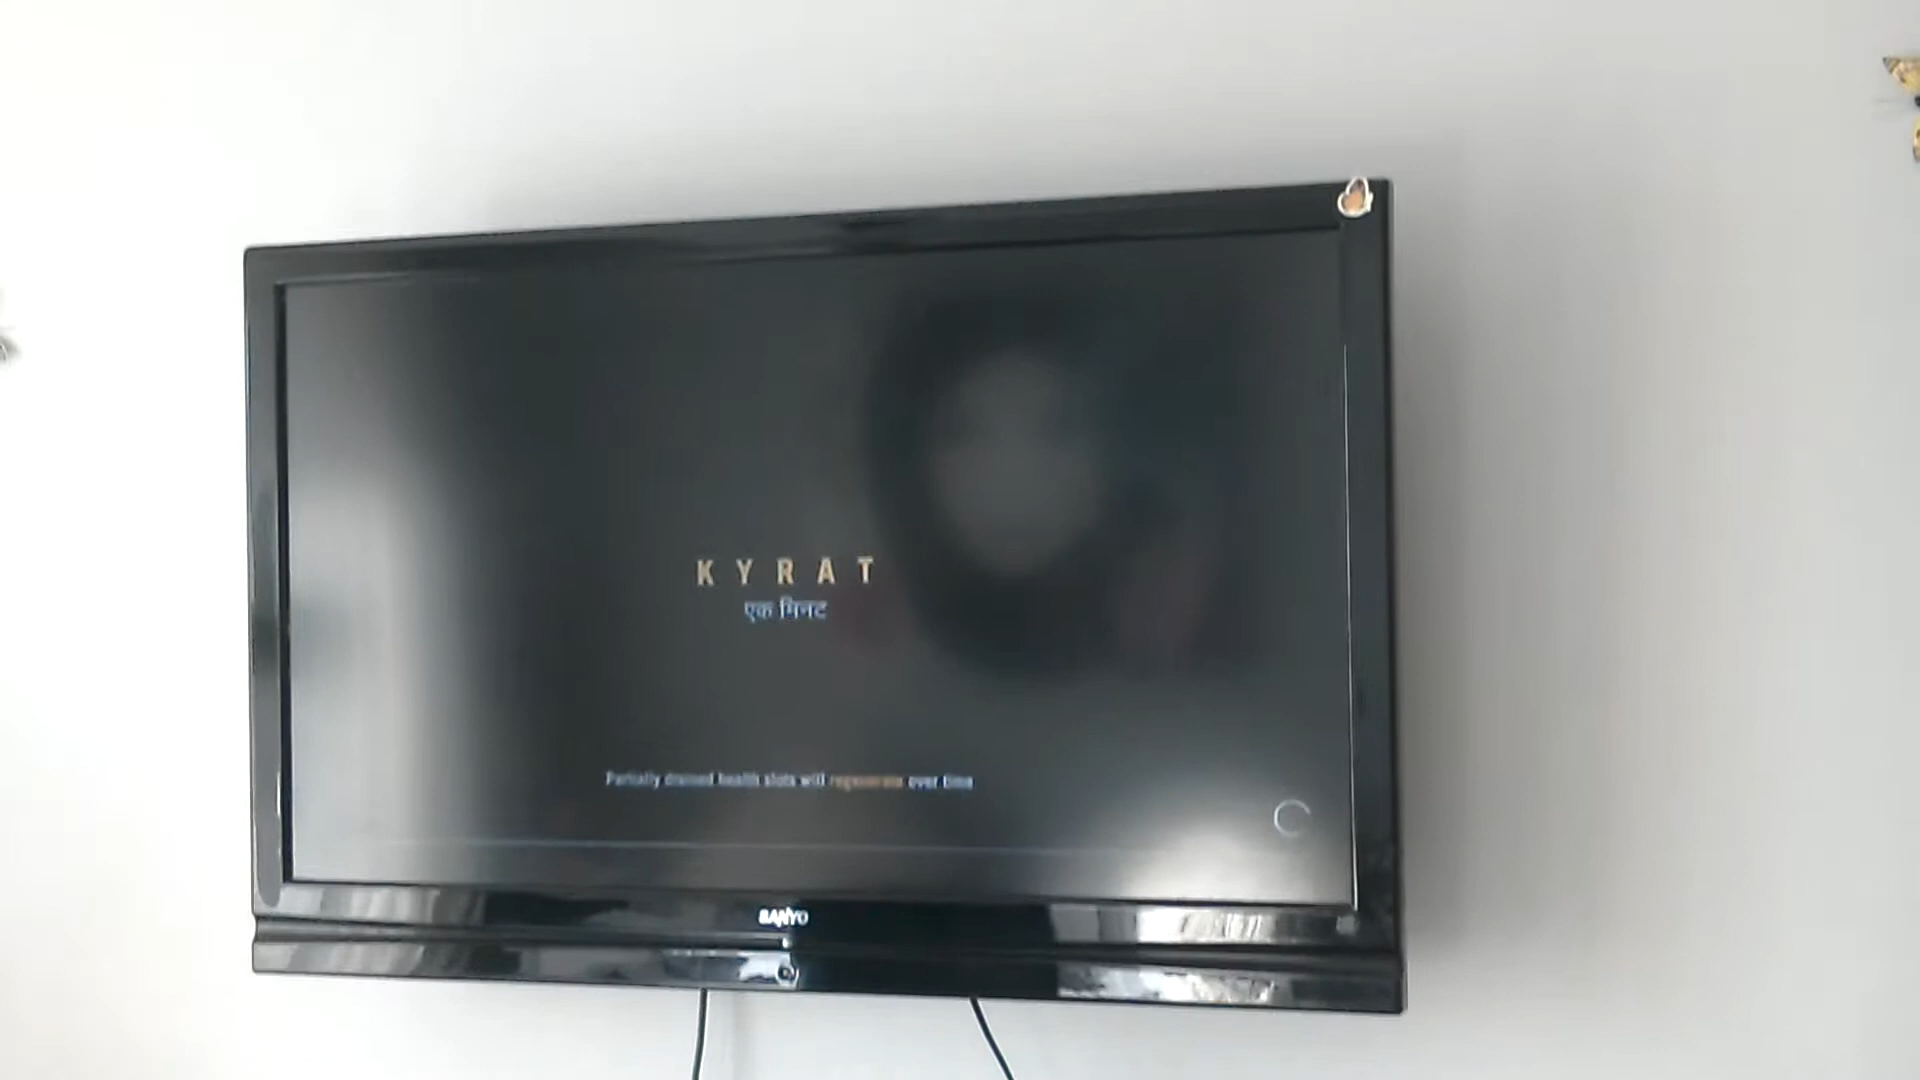 KYRAT
एक मिनट
Partially drained health slots will regenerate over time
SANYO